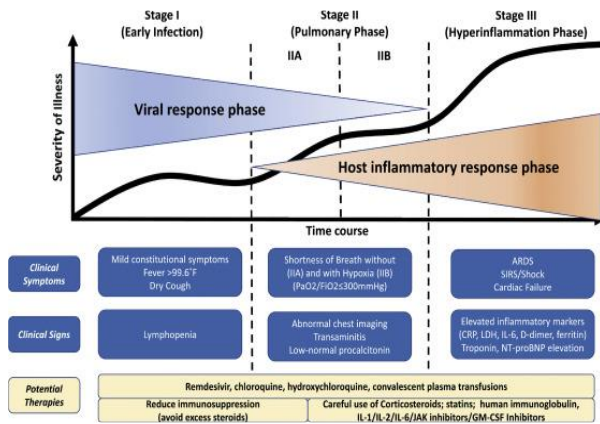 Stage I
(Early Infection)
Stage II
(Pulmonary Phase)
Stage III
(Hyperinflammation Phase)
IIA
IIB
Severity of Illness
Viral response phase
Host inflammatory response phase
Time course
Clinical
Symptoms
Mild constitutional symptoms
Fever >99.6°F
Dry Cough
Shortness of Breath without
(IIA) and with Hypoxia (IIB)
(PaO2/FiO2≤300mmHg)
ARDS
SIRS/Shock
Cardiac Failure
Clinical Signs
Lymphopenia
Abnormal chest imaging
Transaminitis
Low-normal procalcitonin
Elevated inflammatory markers
(CRP, LDH, IL-6, D-dimer, ferritin)
Troponin, NT-proBNP elevation
Potential
Therapies
Remdesivir, chloroquine, hydroxychloroquine, convalescent plasma transfusions
Reduce immunosuppression
(avoid excess steroids)
Careful use of Corticosteroids; statins; human immunoglobulin,
IL-1/IL-2/IL-6/JAK inhibitors/GM-CSF Inhibitors